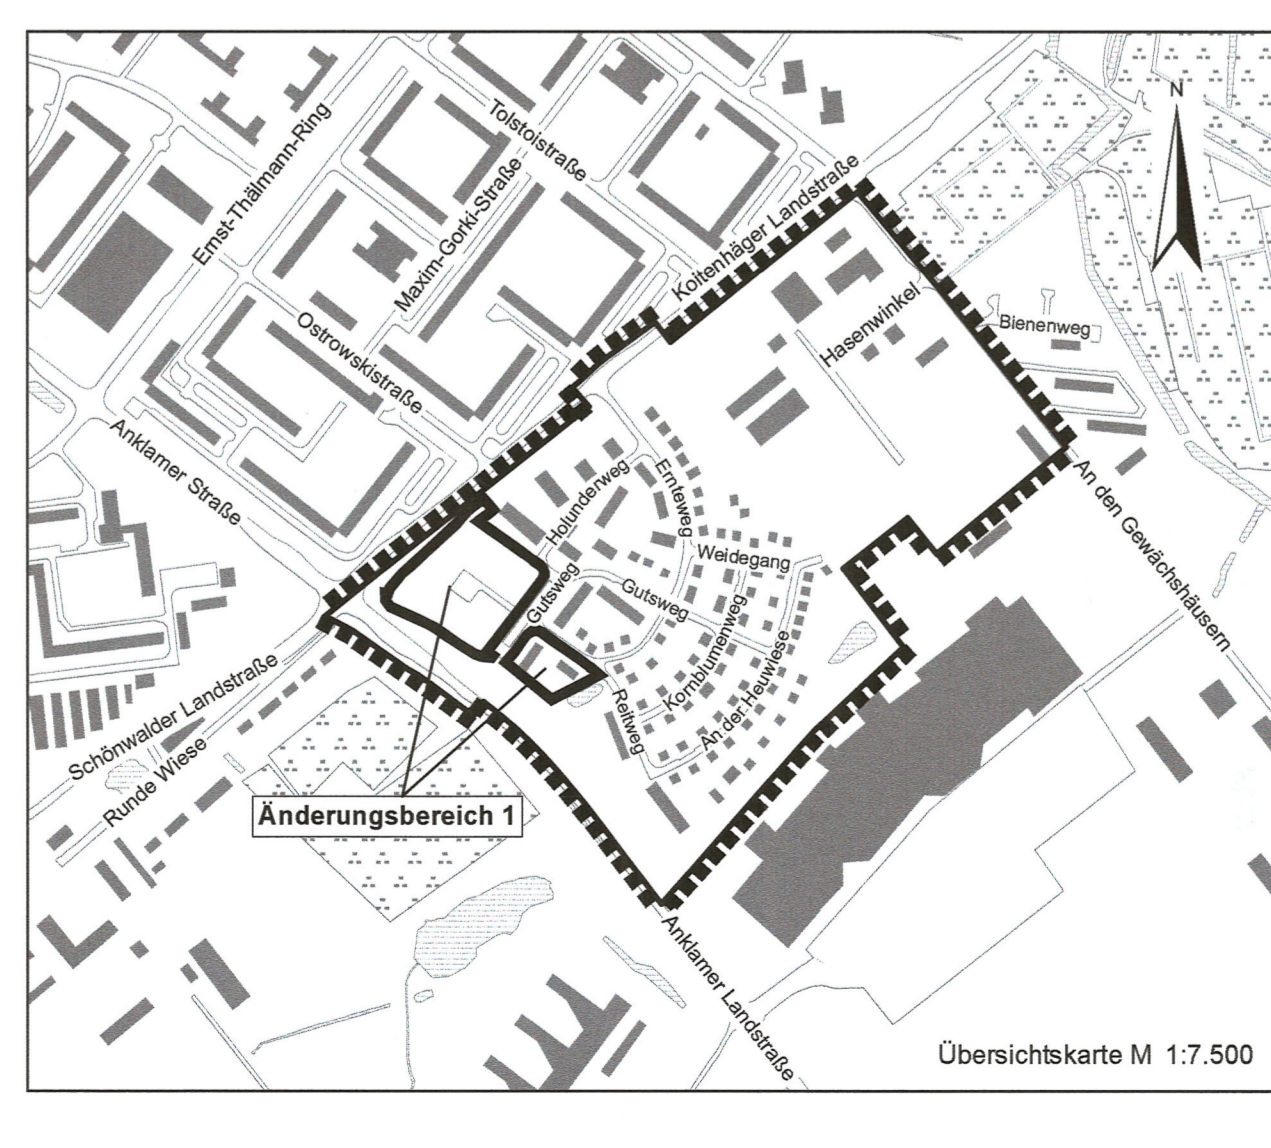 N
Tolstoistraße
Ernst-Thälmann-Ring
Maxim-Gorki-Straße
Koitenhäger Landstraße
Hasenwinkel
Bienenweg
Ostrowskistraße
Anklamer Straße
Holunderweg
Ernteweg
Weidegang
Gutsweg
Gutsweg
Kornblumenweg
An der Heuwiese
Reitweg
An den Gewächshäusern
Schönwalder Landstraße
Runde Wiese
Änderungsbereich 1
Anklamer Landstraße
Übersichtskarte M 1:7.500